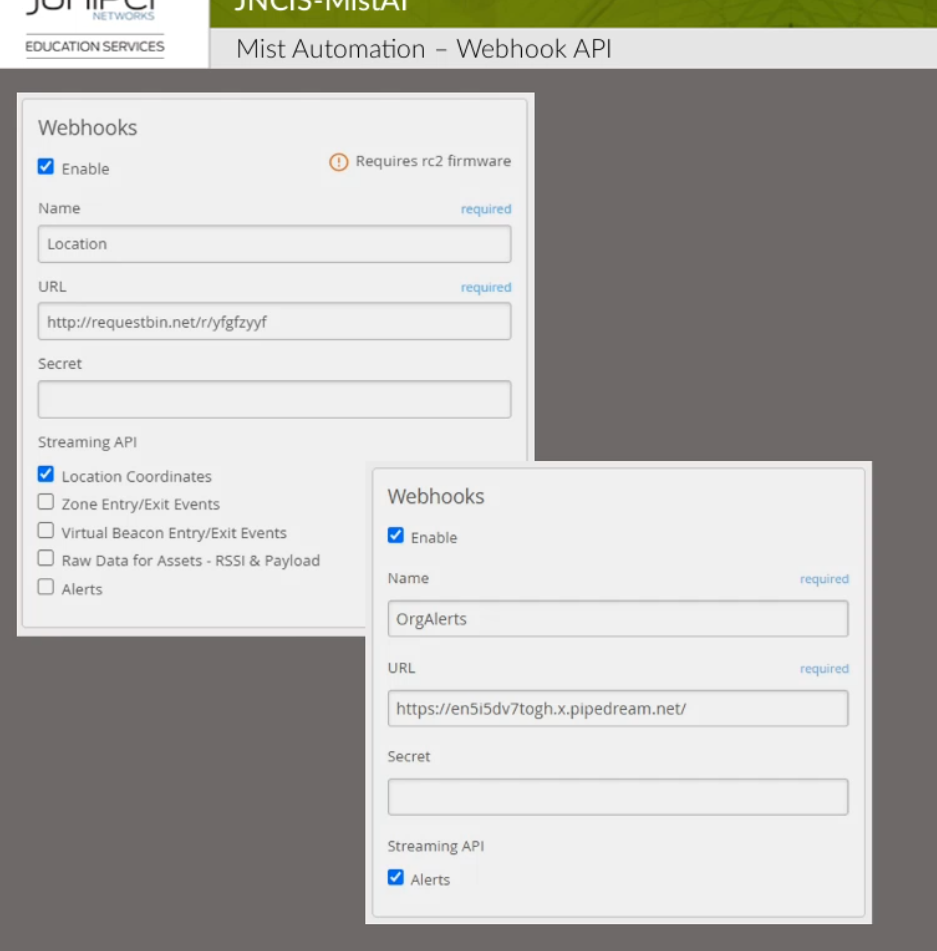 JUNIPER
NETWORKS
EDUCATION SERVICES
JNCIS-MistAI
Mist Automation – Webhook API
Webhooks
Enable
Requires rc2 firmware
Name required
Location
URL required
http://requestbin.net/r/yfgfzyyf
Secret
Streaming API
Location Coordinates
Zone Entry/Exit Events
Virtual Beacon Entry/Exit Events
Raw Data for Assets - RSSI & Payload
Alerts
Webhooks
Enable
Name required
OrgAlerts
URL required
https://en5i5dv7togh.x.pipedream.net/
Secret
Streaming API
Alerts